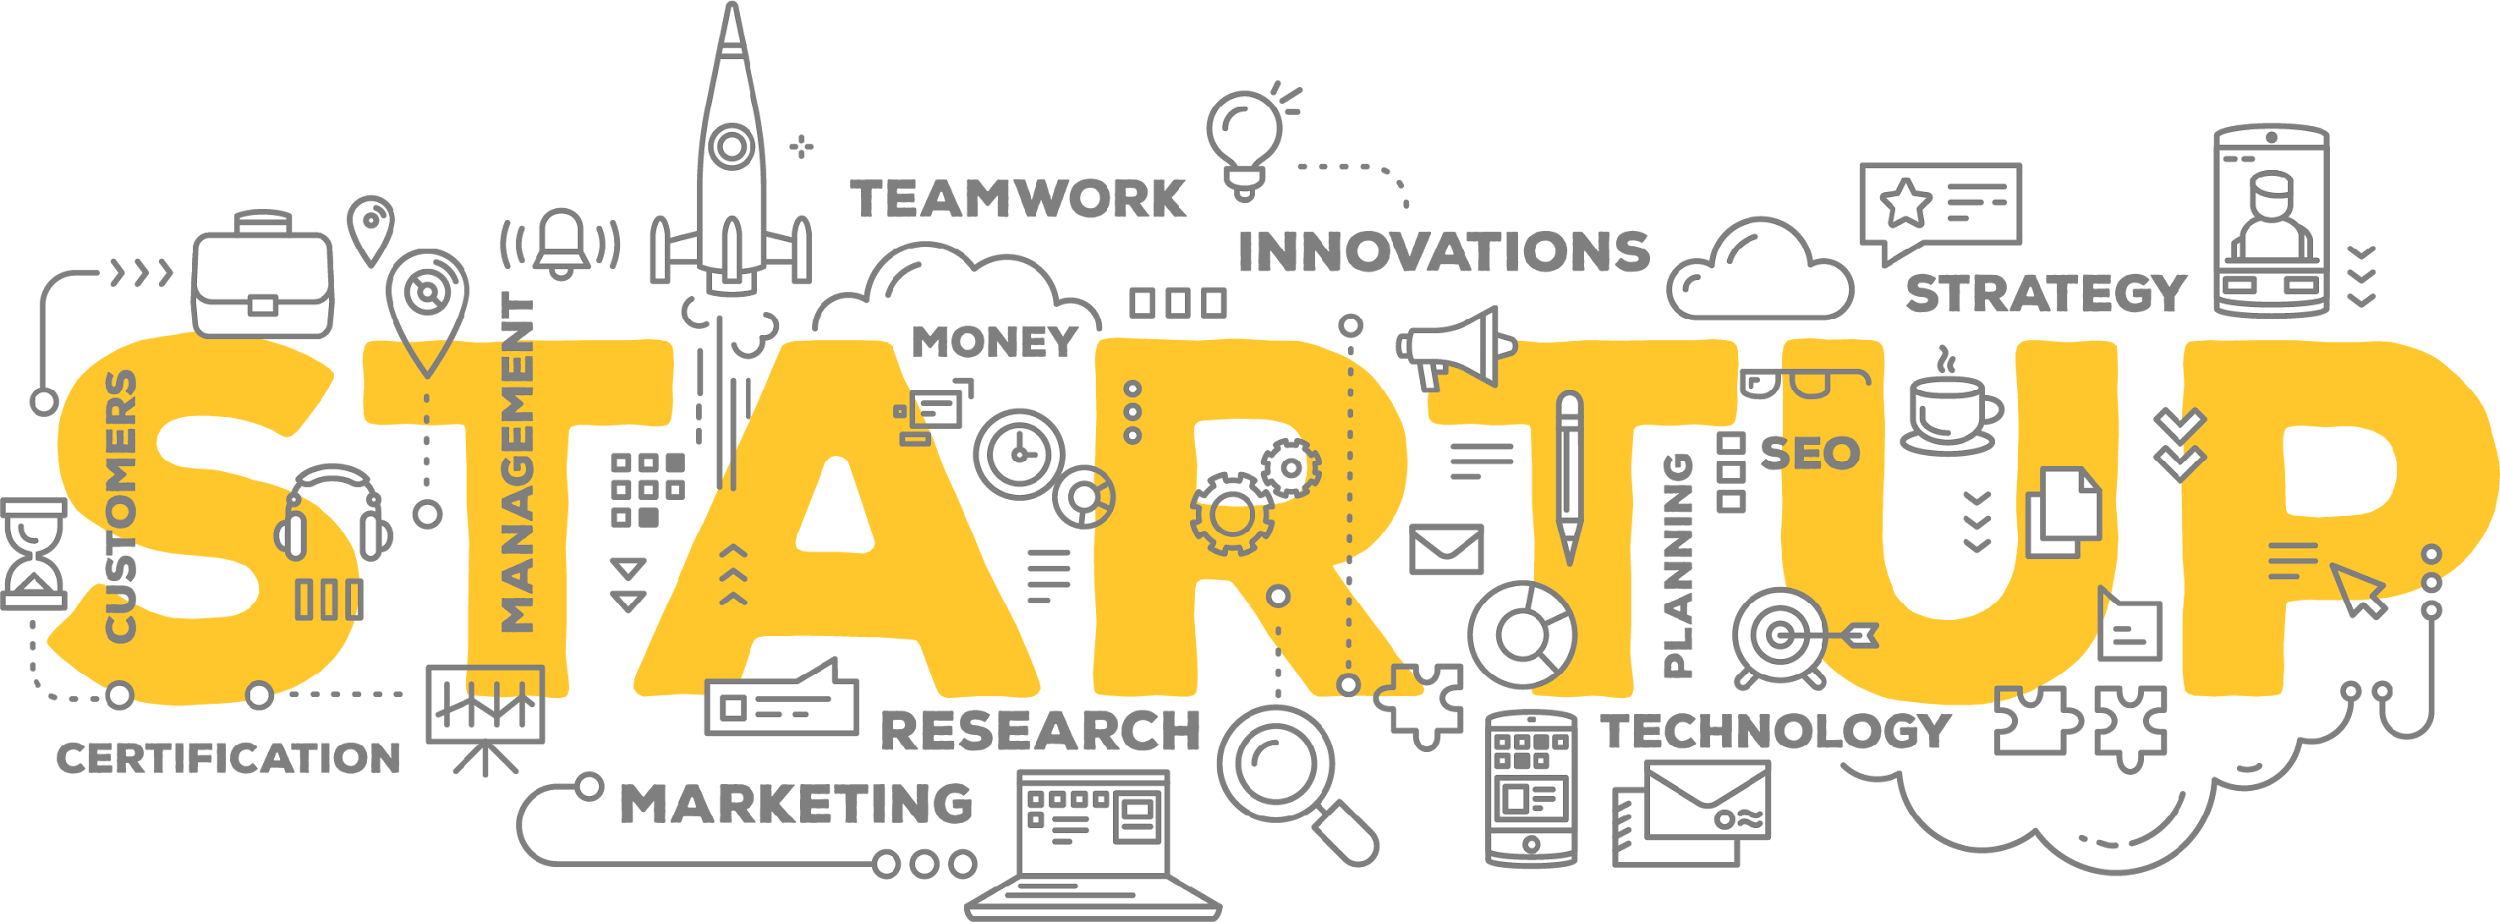 TEAMWORK
INNOVATIONS
STRATEGY
MONEY
CUSTOMERS
MANAGEMENT
STARTUP
SEO
PLANNING
RESEARCH
TECHNOLOGY
CERTIFICATION
MARKETING